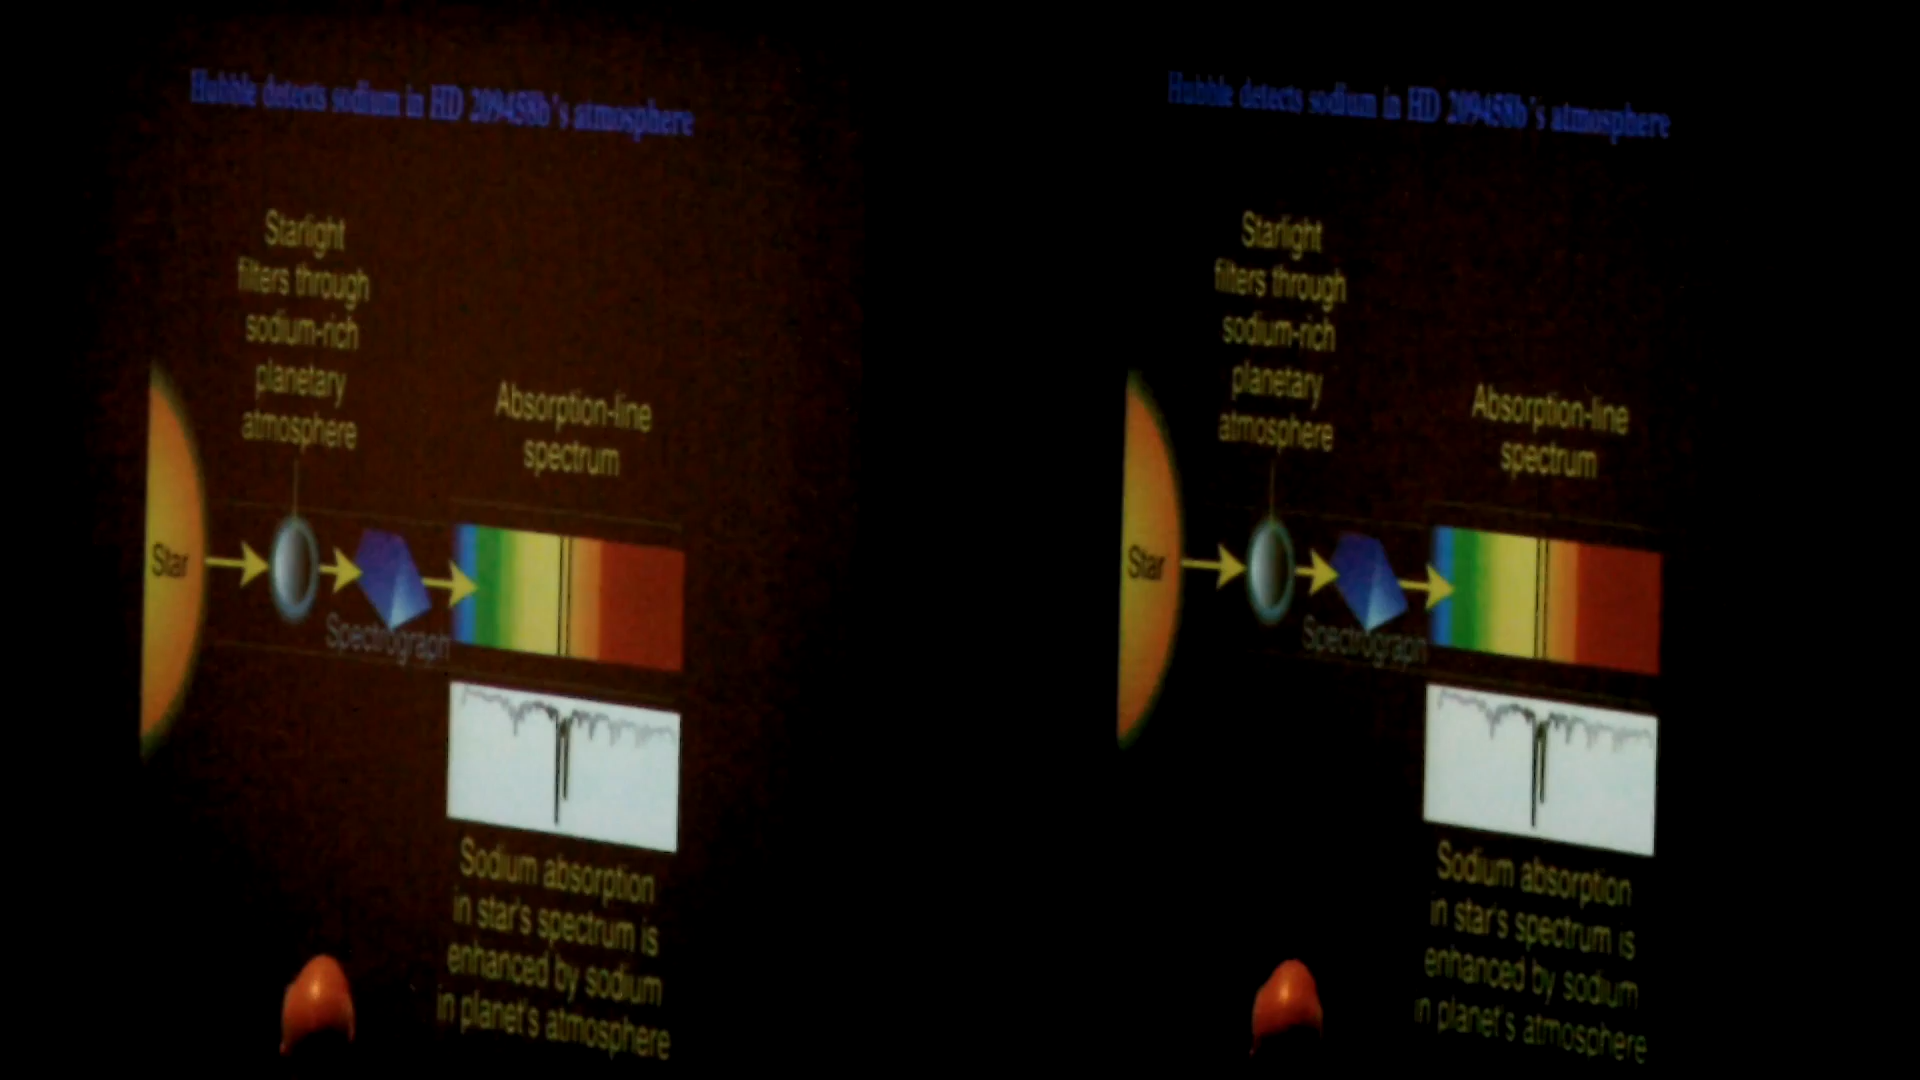 Hubble detects sodium in HD 209458b's atmosphere
Starlight
filters through
sodium-rich
planetary
atmosphere
Absorption-line
spectrum
Star
Spectrograph
Sodium absorption
in star's spectrum is
enhanced by sodium
in planet's atmosphere
Hubble detects sodium in HD 209458b's atmosphere
Starlight
filters through
sodium-rich
planetary
atmosphere
Absorption-line
spectrum
Star
Spectrograph
Sodium absorption
in star's spectrum is
enhanced by sodium
in planet's atmosphere